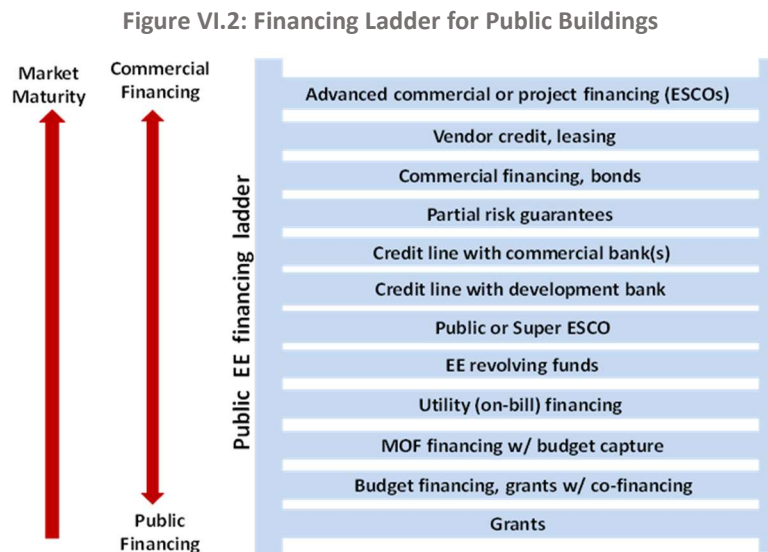 Figure VI.2: Financing Ladder for Public Buildings
Market
Maturity
Commercial
Financing
Public EE financing ladder
Advanced commercial or project financing (ESCOs)
Vendor credit, leasing
Commercial financing, bonds
Partial risk guarantees
Credit line with commercial bank(s)
Credit line with development bank
Public or Super ESCO
EE revolving funds
Utility (on-bill) financing
MOF financing w/ budget capture
Budget financing, grants w/ co-financing
Grants
Public
Financing